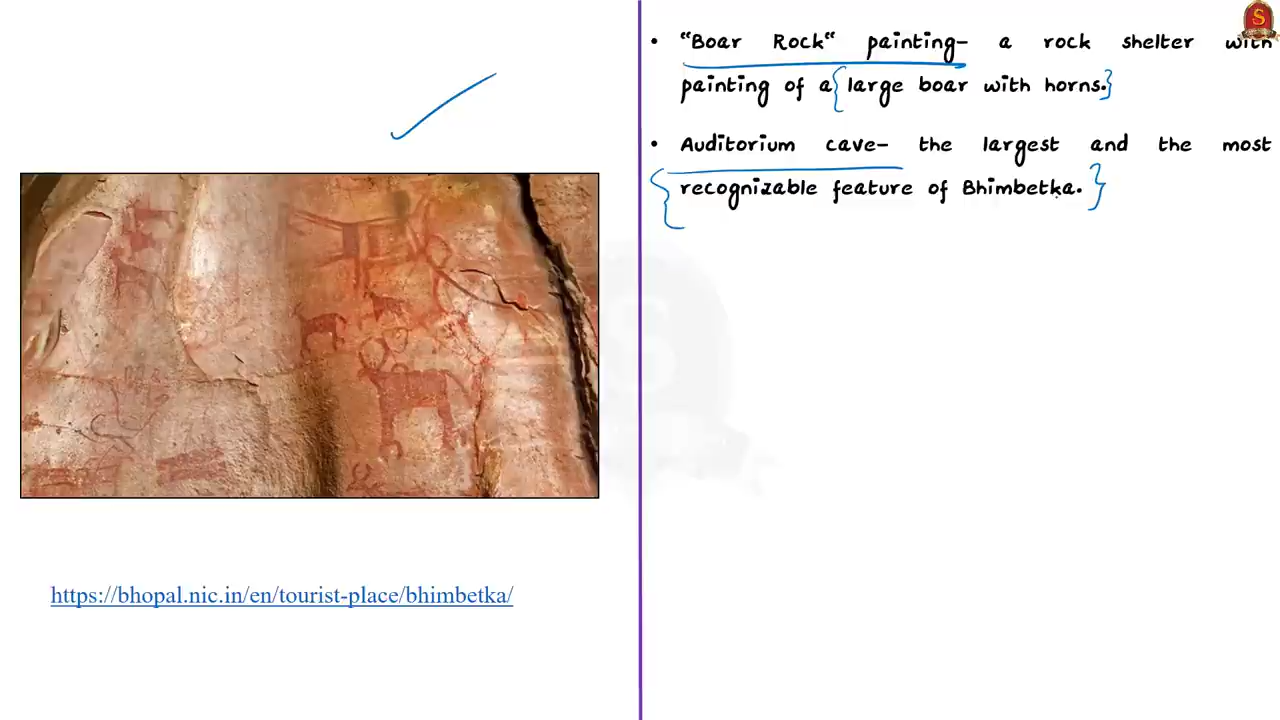 • "Boar Rock" painting- a rock shelter with
painting of a large boar with horns.
• Auditorium cave- the largest and the most
recognizable feature of Bhimbetka.
https://bhopal.nic.in/en/tourist-place/bhimbetka/